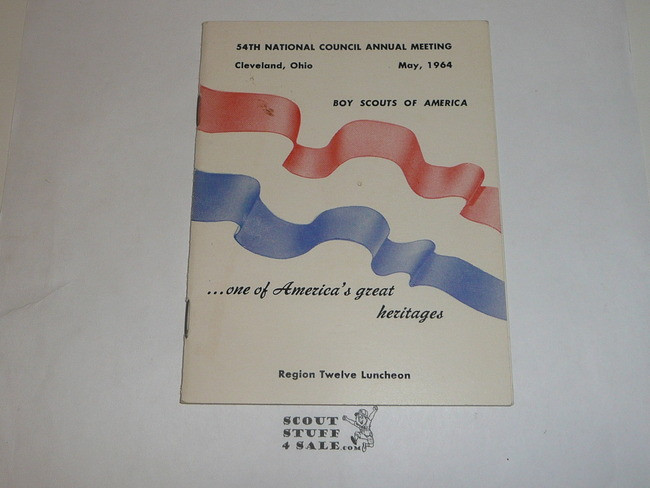 54TH NATIONAL COUNCIL ANNUAL MEETING
Cleveland, Ohio May, 1964
BOY SCOUTS OF AMERICA
...one of America's great
heritages
Region Twelve Luncheon
SCOUT
STUFF
4 SALE.COM